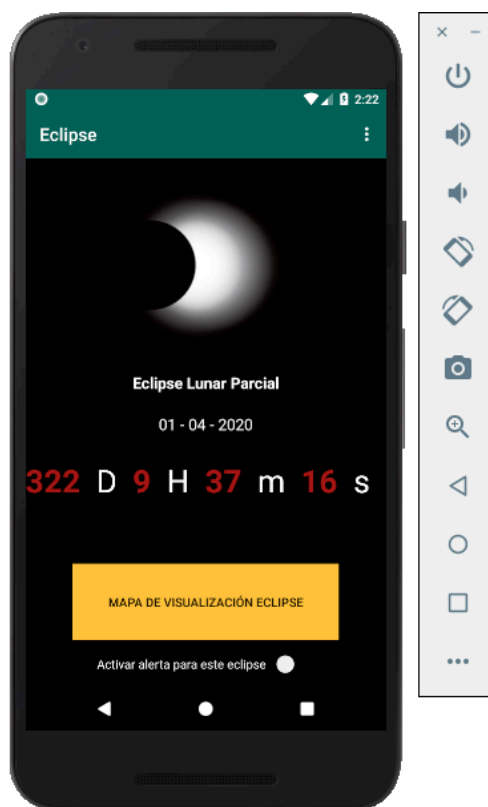 2:22
Eclipse
Eclipse Lunar Parcial
01 - 04 - 2020
322 D 9 H 37 m 16 s
MAPA DE VISUALIZACIÓN ECLIPSE
Activar alerta para este eclipse